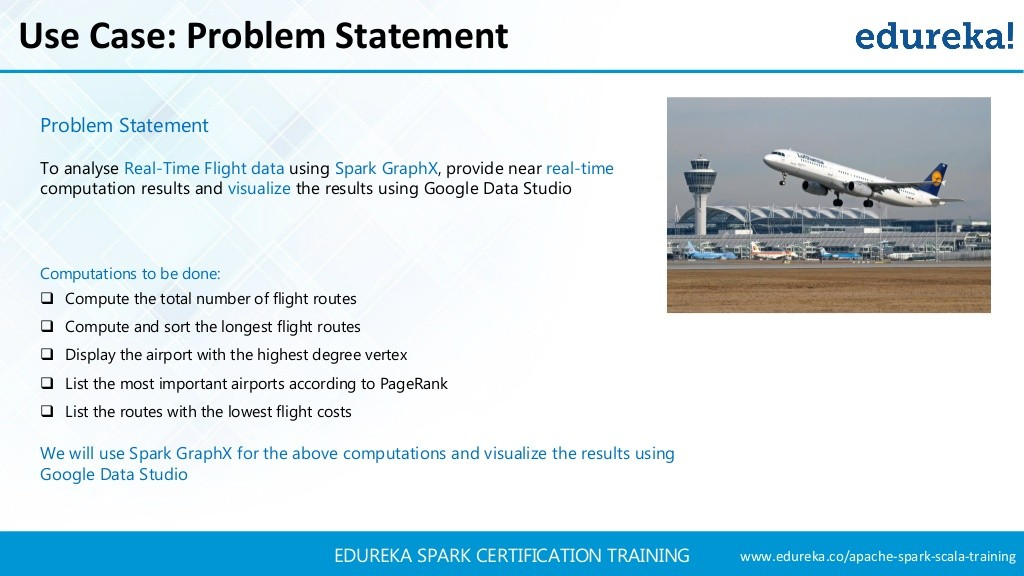 Use Case: Problem Statement
edureka!
Problem Statement
To analyse Real-Time Flight data using Spark GraphX, provide near real-time
computation results and visualize the results using Google Data Studio
Lufthansa
Computations to be done:
❑ Compute the total number of flight routes
❑ Compute and sort the longest flight routes
❑ Display the airport with the highest degree vertex
❑ List the most important airports according to PageRank
❑ List the routes with the lowest flight costs
We will use Spark GraphX for the above computations and visualize the results using
Google Data Studio
EDUREKA SPARK CERTIFICATION TRAINING
www.edureka.co/apache-spark-scala-training